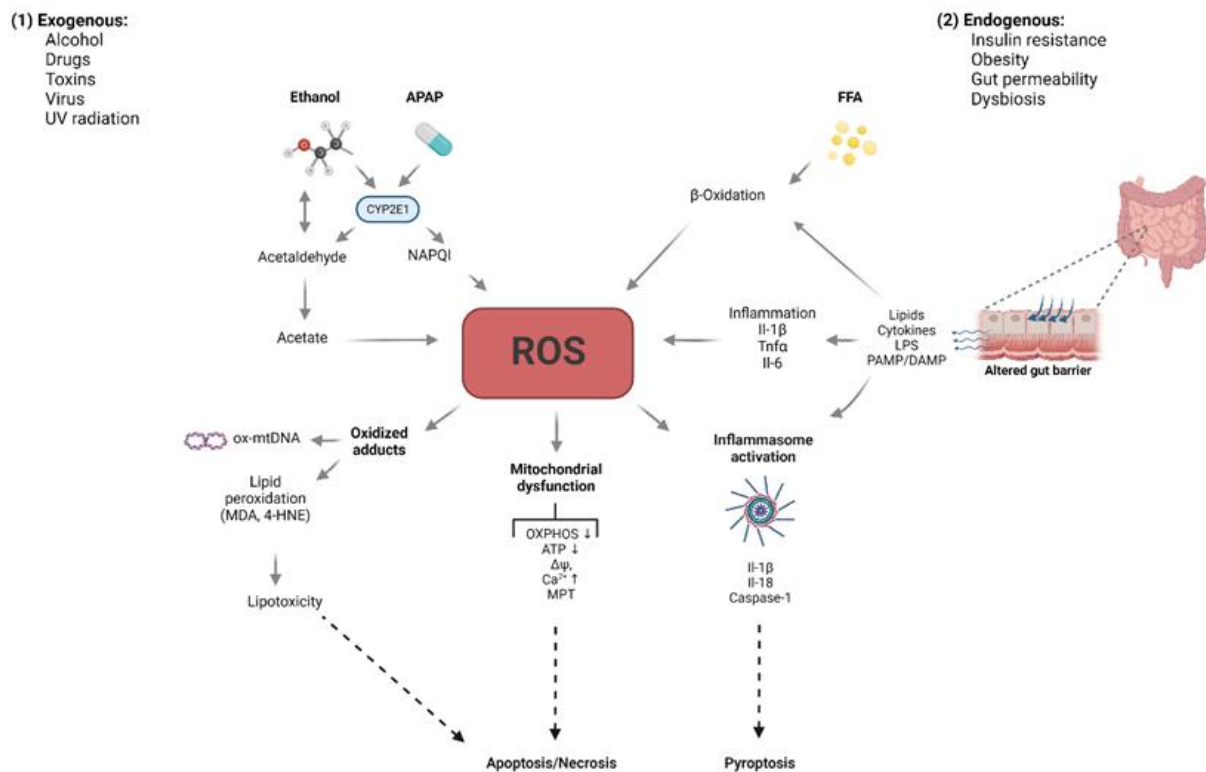 (1) Exogenous:
Alcohol
Drugs
Toxins
Virus
UV radiation
(2) Endogenous:
Insulin resistance
Obesity
Gut permeability
Dysbiosis
Ethanol
APAP
FFA
CYP2E1
β-Oxidation
Acetaldehyde
NAPQI
Acetate
ROS
Inflammation
Il-1β
Tnfα
Il-6
Lipids
Cytokines
LPS
PAMP/DAMP
Altered gut barrier
ox-mtDNA
Oxidized
adducts
Lipid
peroxidation
(MDA, 4-HNE)
Lipotoxicity
Mitochondrial
dysfunction
OXPHOS ↓
ATP ↓
Δψ,
Ca²⁺ ↑
MPT
Inflammasome
activation
Il-1β
Il-18
Caspase-1
Apoptosis/Necrosis
Pyroptosis